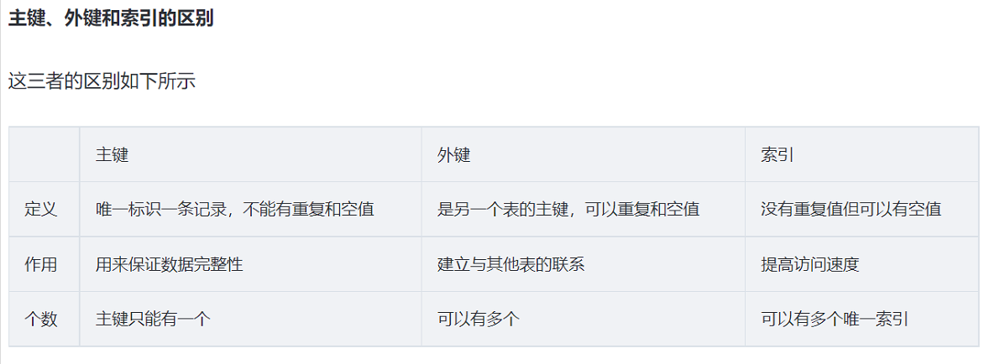 主键、外键和索引的区别
这三者的区别如下所示
主键 外键 索引
定义 唯一标识一条记录，不能有重复和空值 是另一个表的主键，可以重复和空值 没有重复值但可以有空值
作用 用来保证数据完整性 建立与其他表的联系 提高访问速度
个数 主键只能有一个 可以有多个 可以有多个唯一索引